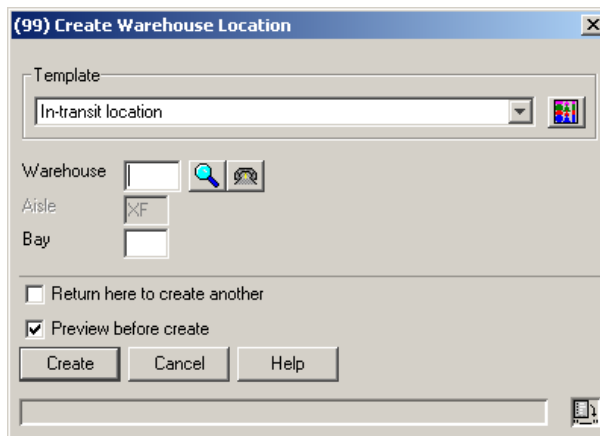 (99) Create Warehouse Location
Template
In-transit location
Warehouse
Aisle XF
Bay
Return here to create another
Preview before create
Create Cancel Help